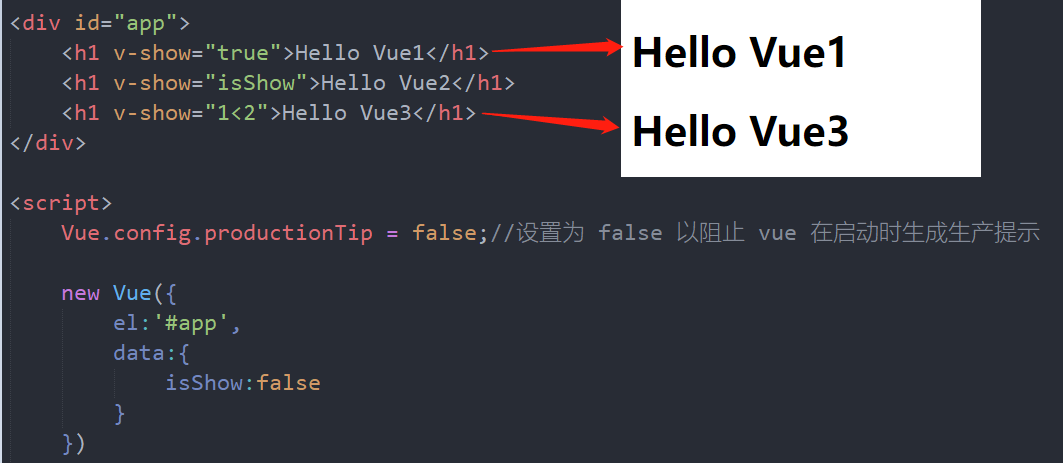 <div id="app">
    <h1 v-show="true">Hello Vue1</h1>
    <h1 v-show="isShow">Hello Vue2</h1>
    <h1 v-show="1<2">Hello Vue3</h1>
</div>
Hello Vue1
Hello Vue3
<script>
    Vue.config.productionTip = false;//设置为 false 以阻止 vue 在启动时生成生产提示
    new Vue({
        el:'#app',
        data:{
            isShow:false
        }
    })